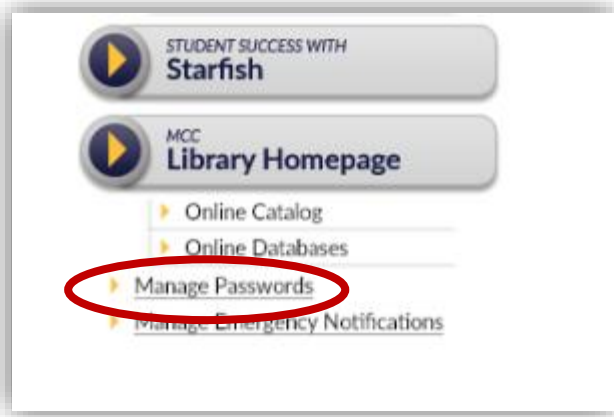 STUDENT SUCCESS WITH
Starfish
MCC
Library Homepage
Online Catalog
Online Databases
Manage Passwords
Manage Emergency Notifications